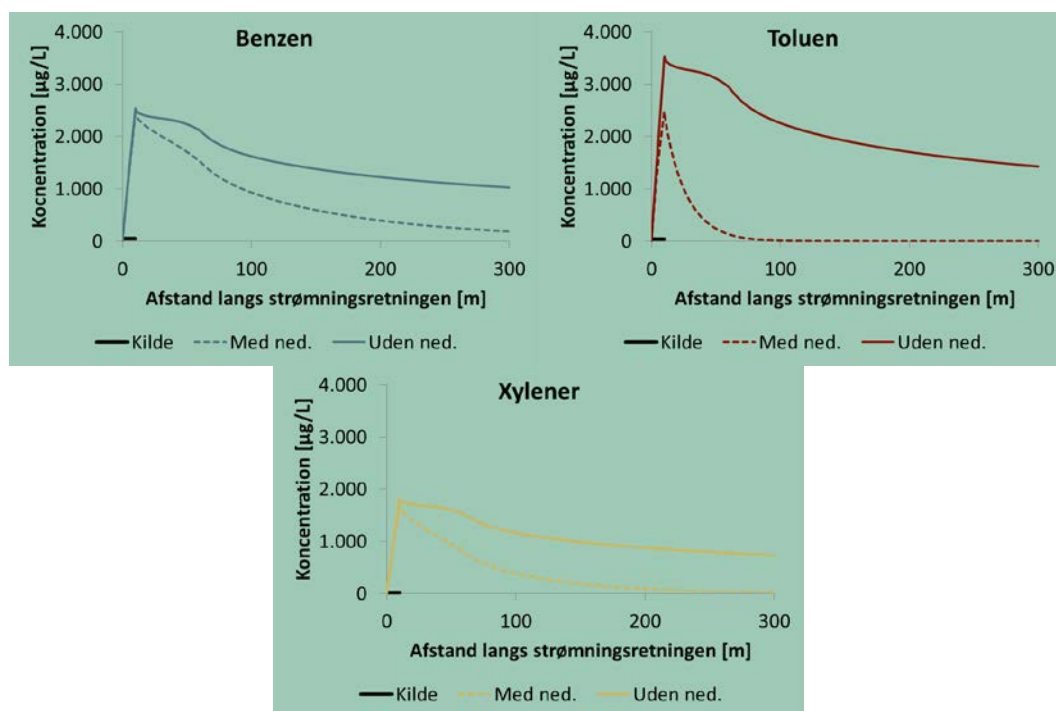 Benzen
Kocnentration [µg/L]
4.000
3.000
2.000
1.000
0
0 100 200 300
Afstand langs strømningsretningen [m]
Kilde Med ned. Uden ned.
Toluen
Koncentration [µg/L]
4.000
3.000
2.000
1.000
0
0 100 200 300
Afstand langs strømningsretningen [m]
Kilde Med ned. Uden ned.
Xylener
Koncentration [µg/L]
4.000
3.000
2.000
1.000
0
0 100 200 300
Afstand langs strømningsretningen [m]
Kilde Med ned. Uden ned.